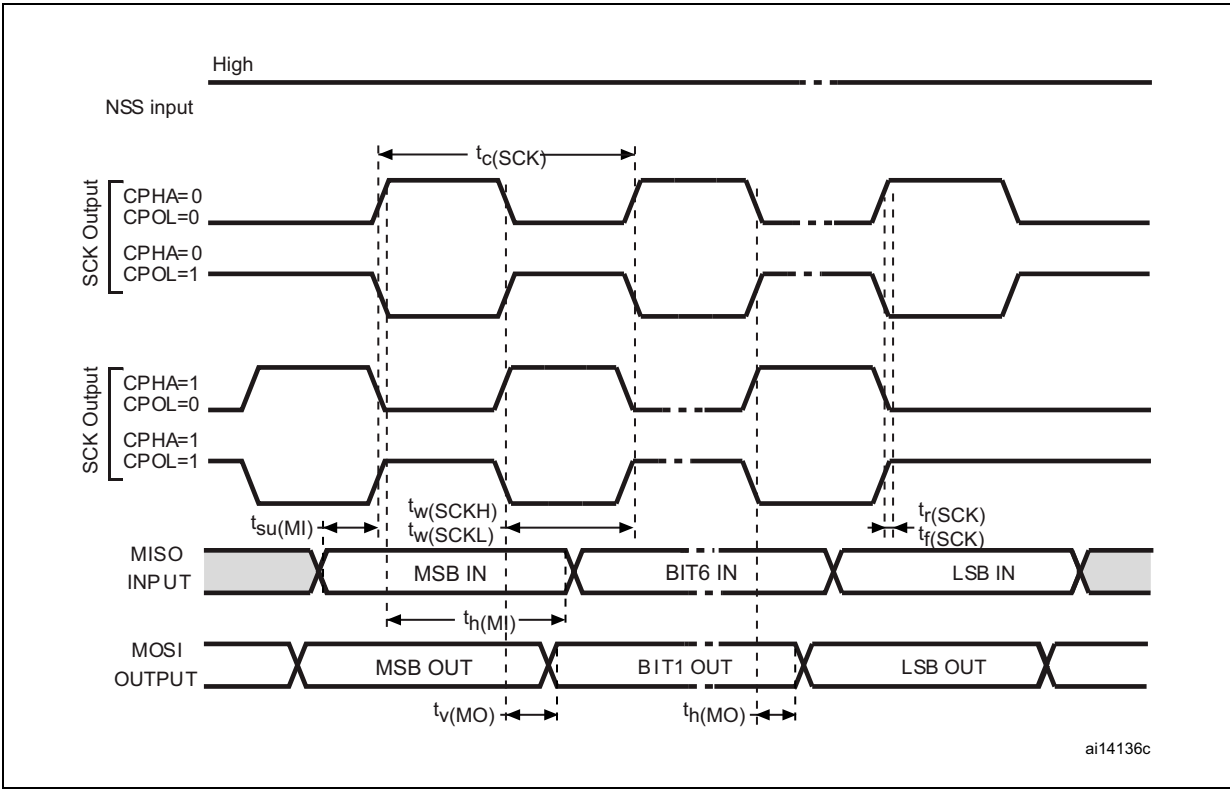 High
NSS input
tc(SCK)
SCK Output
CPHA=0
CPOL=0
CPHA=0
CPOL=1
SCK Output
CPHA=1
CPOL=0
CPHA=1
CPOL=1
tsu(MI)
tw(SCKH)
tw(SCKL)
tr(SCK)
tf(SCK)
MISO
INPUT
MSB IN
BIT6 IN
LSB IN
th(MI)
MOSI
OUTPUT
MSB OUT
BIT1 OUT
LSB OUT
tv(MO)
th(MO)
ai14136c